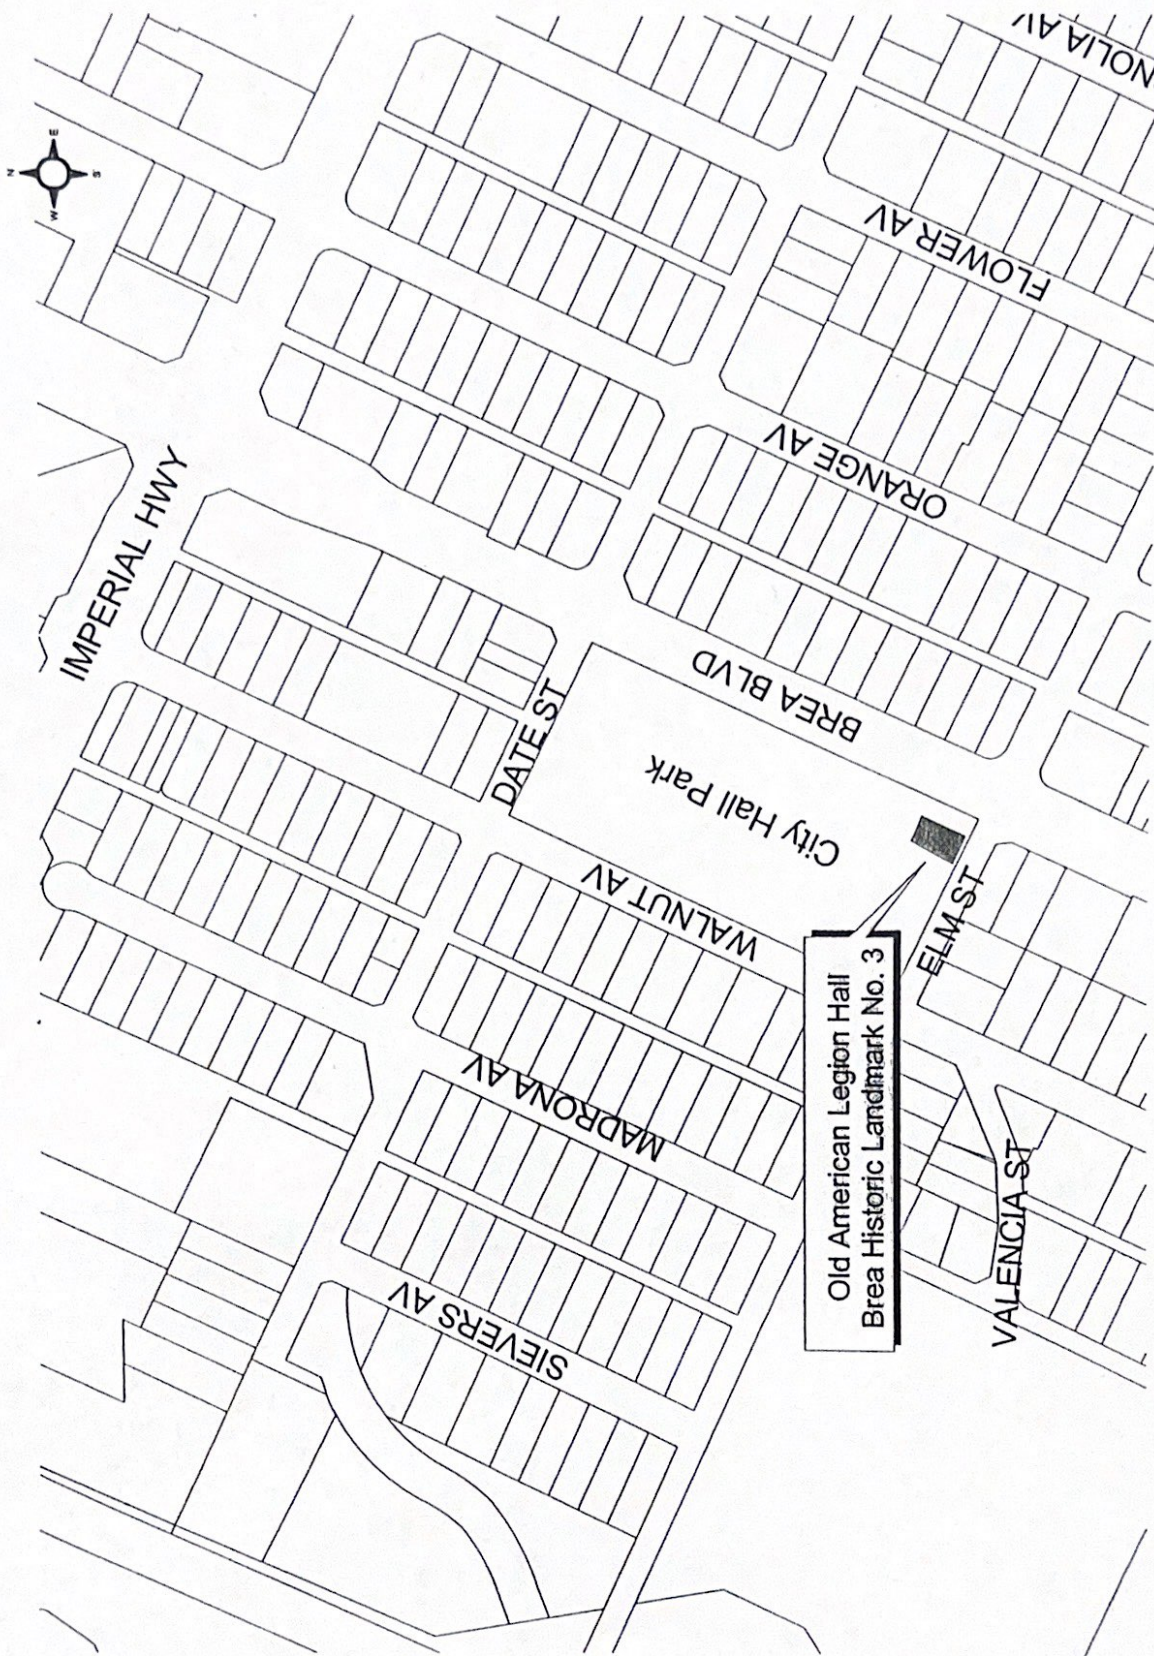 N
E
S
W
IMPERIAL HWY
NOLIA AV
FLOWER AV
ORANGE AV
BREA BLVD
DATE ST
City Hall Park
WALNUT AV
ELM ST
MADRONA AV
SIEVERS AV
VALENCIA ST
Old American Legion Hall
Brea Historic Landmark No. 3